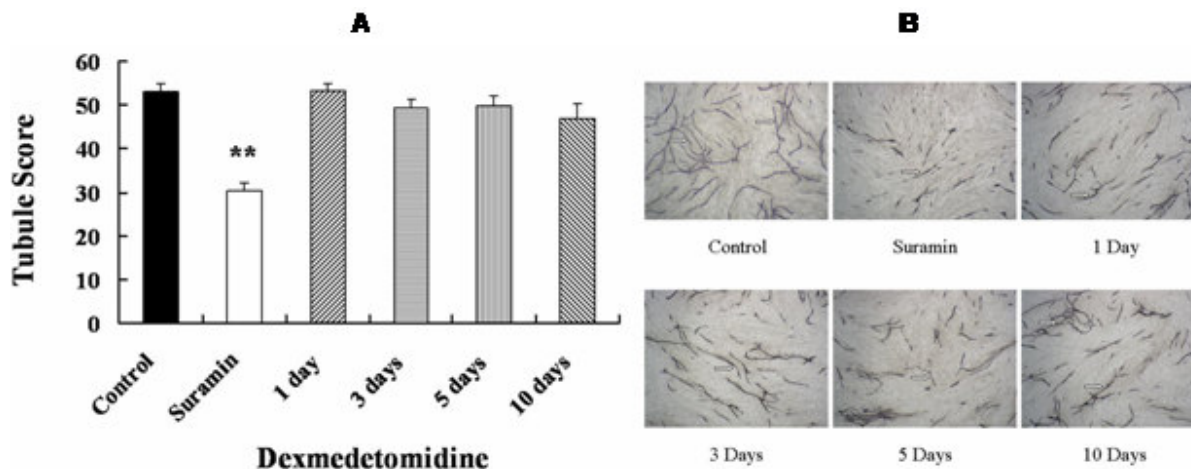 A
Tubule Score
60
50
40
30
20
10
0
**
Control
Suramin
1 day
3 days
5 days
10 days
Dexmedetomidine
B
Control
Suramin
1 Day
3 Days
5 Days
10 Days